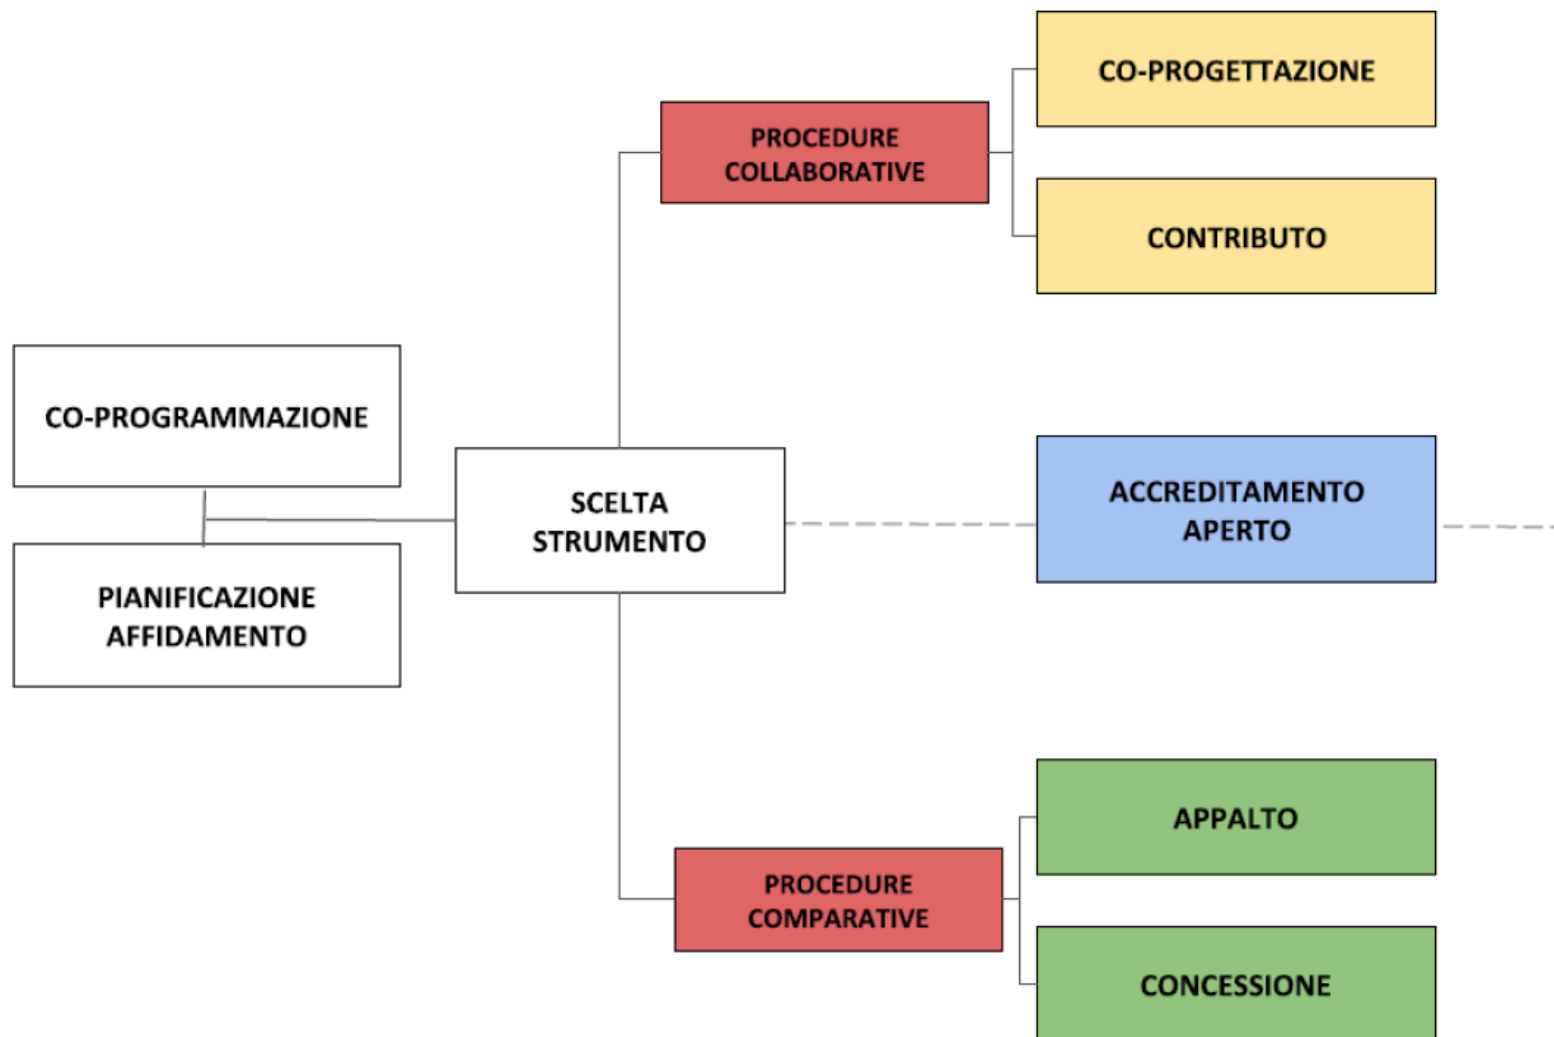 CO-PROGRAMMAZIONE
PIANIFICAZIONE
AFFIDAMENTO
SCELTA
STRUMENTO
PROCEDURE
COLLABORATIVE
CO-PROGETTAZIONE
CONTRIBUTO
ACCREDITAMENTO
APERTO
PROCEDURE
COMPARATIVE
APPALTO
CONCESSIONE